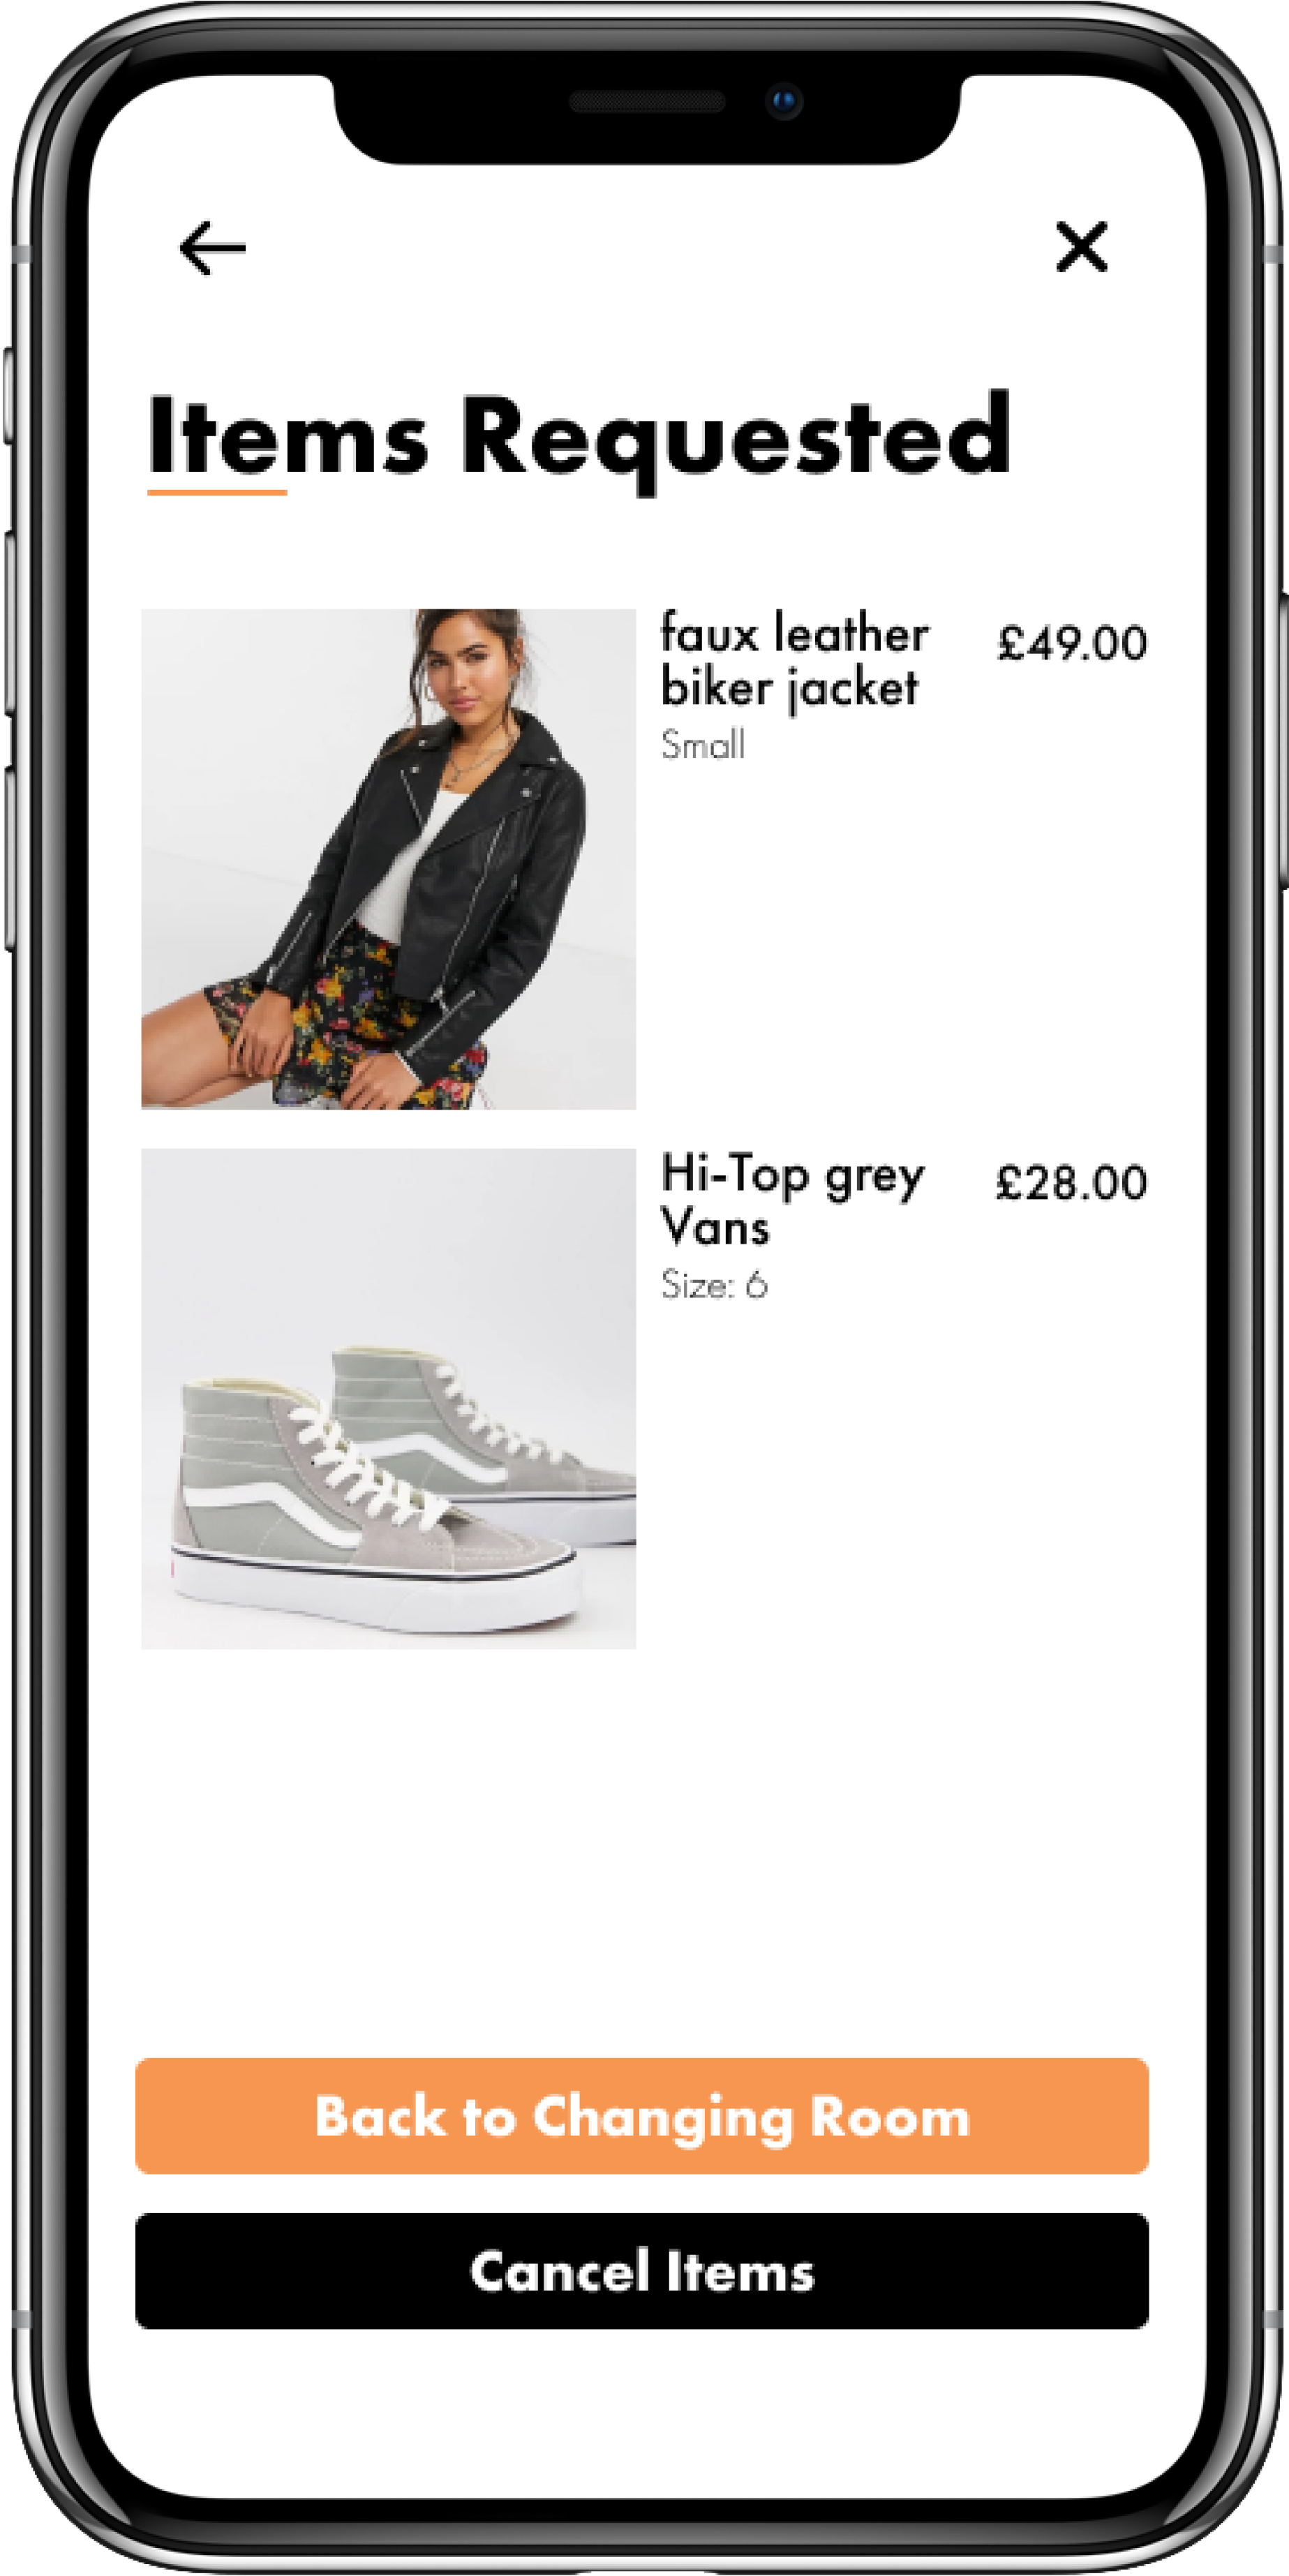 Items Requested
faux leather
biker jacket
£49.00
Small
Hi-Top grey
Vans
£28.00
Size: 6
Back to Changing Room
Cancel Items